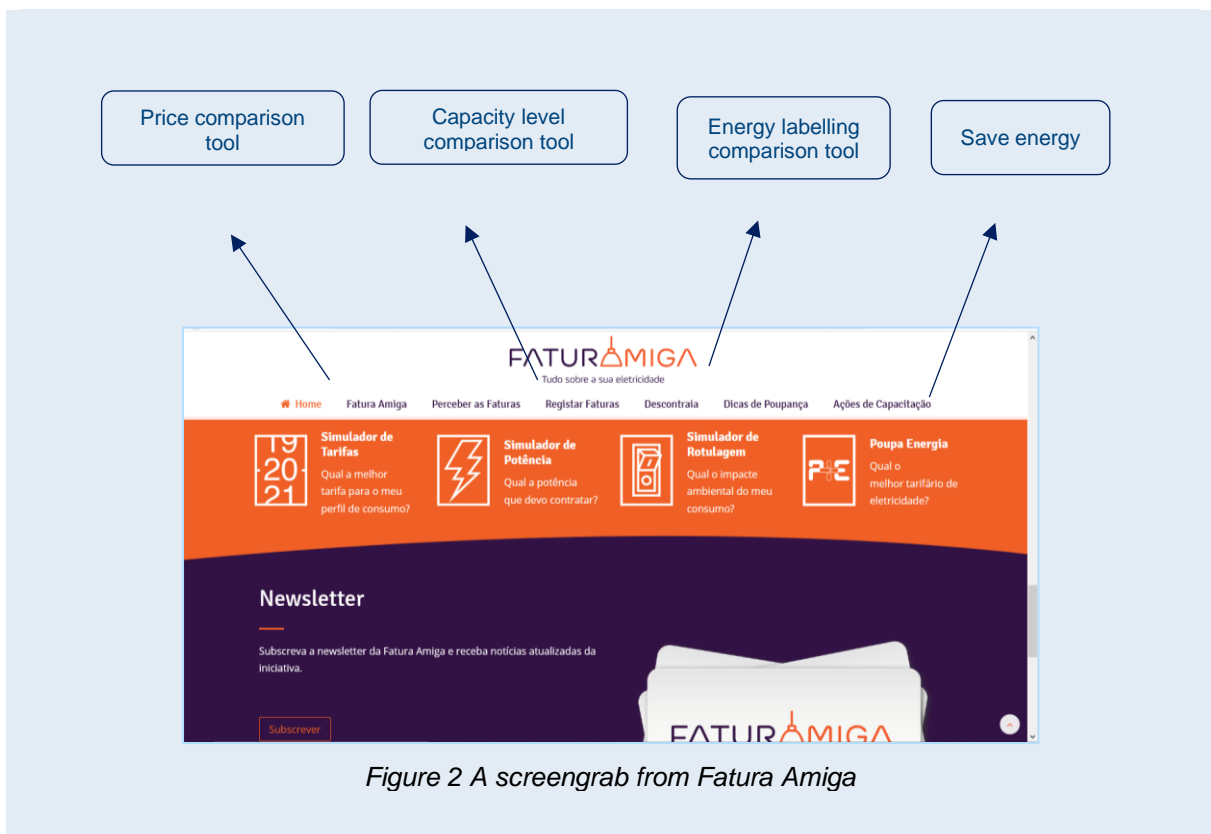 Price comparison
tool
Capacity level
comparison tool
Energy labelling
comparison tool
Save energy
FATURAMIGA
Tudo sobre a sua eletricidade
Home Fatura Amiga Perceber as Faturas Registar Faturas Descontraia Dicas de Poupança Ações de Capacitação
19
20
21
Simulador de
Tarifas
Qual a melhor
tarifa para o meu
perfil de consumo?
Simulador de
Potência
Qual a potência
que devo contratar?
Simulador de
Rotulagem
Qual o impacte
ambiental do meu
consumo?
P+E
Poupa Energia
Qual o
melhor tarifário de
eletricidade?
Newsletter
Subscreva a newsletter da Fatura Amiga e receba notícias atualizadas da
iniciativa.
Subscrever
FATURAMIGA
Figure 2 A screengrab from Fatura Amiga